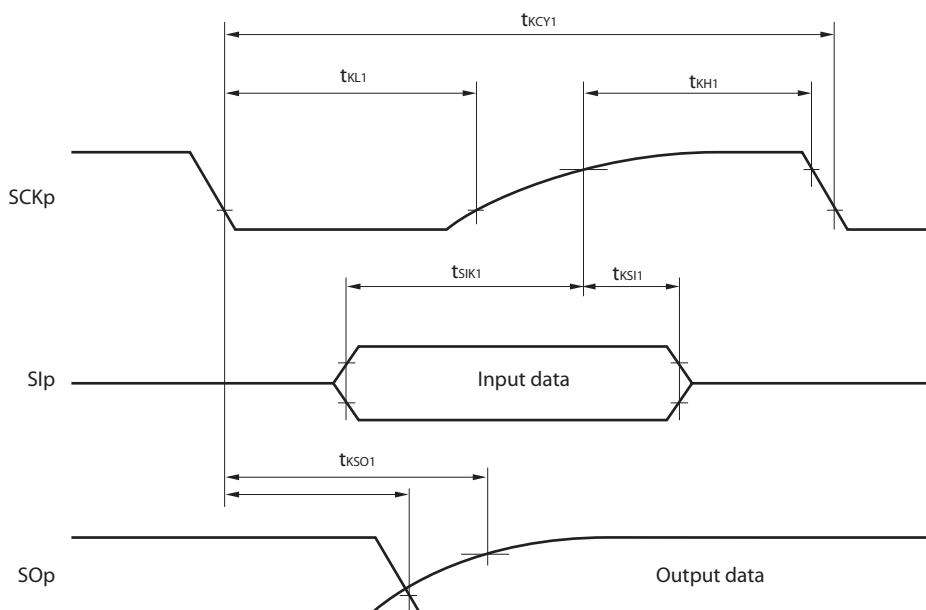 tKCY1
tKL1
tKH1
SCKp
tSIK1
tKSI1
SIp
Input data
tKSO1
SOp
Output data